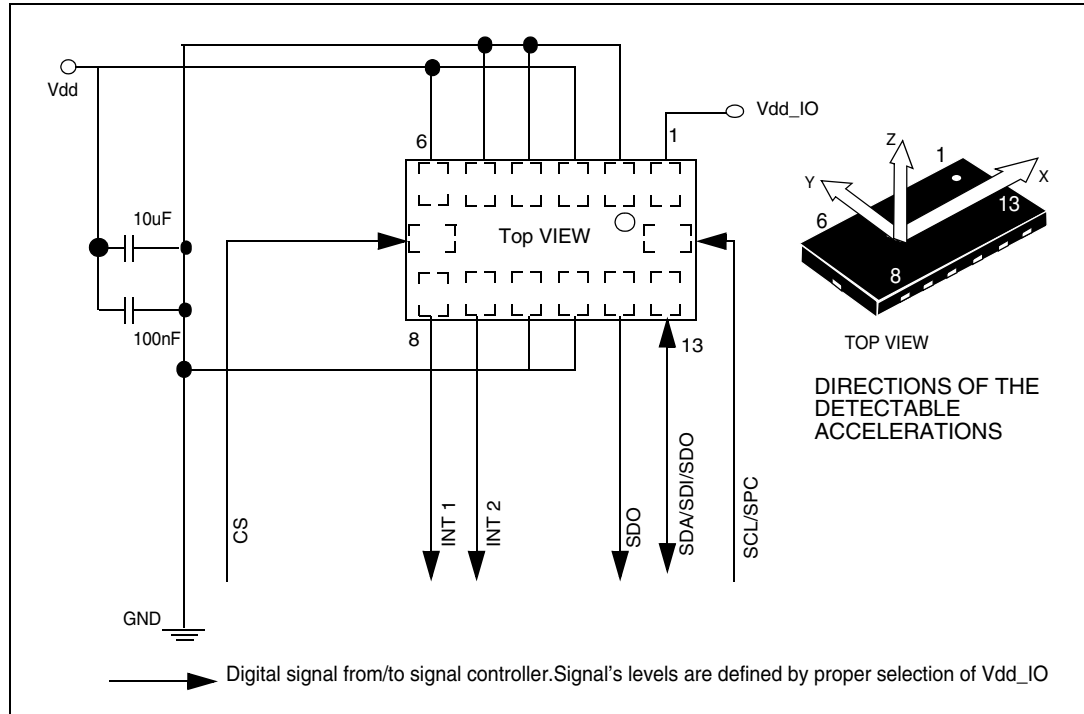 Vdd
Vdd_IO
6
1
Z
1
Y
X
6
13
10uF
Top VIEW
8
100nF
8
13
TOP VIEW
DIRECTIONS OF THE
DETECTABLE
ACCELERATIONS
CS
INT 1
INT 2
SDO
SDA/SDI/SDO
SCL/SPC
GND
Digital signal from/to signal controller.Signal's levels are defined by proper selection of Vdd_IO